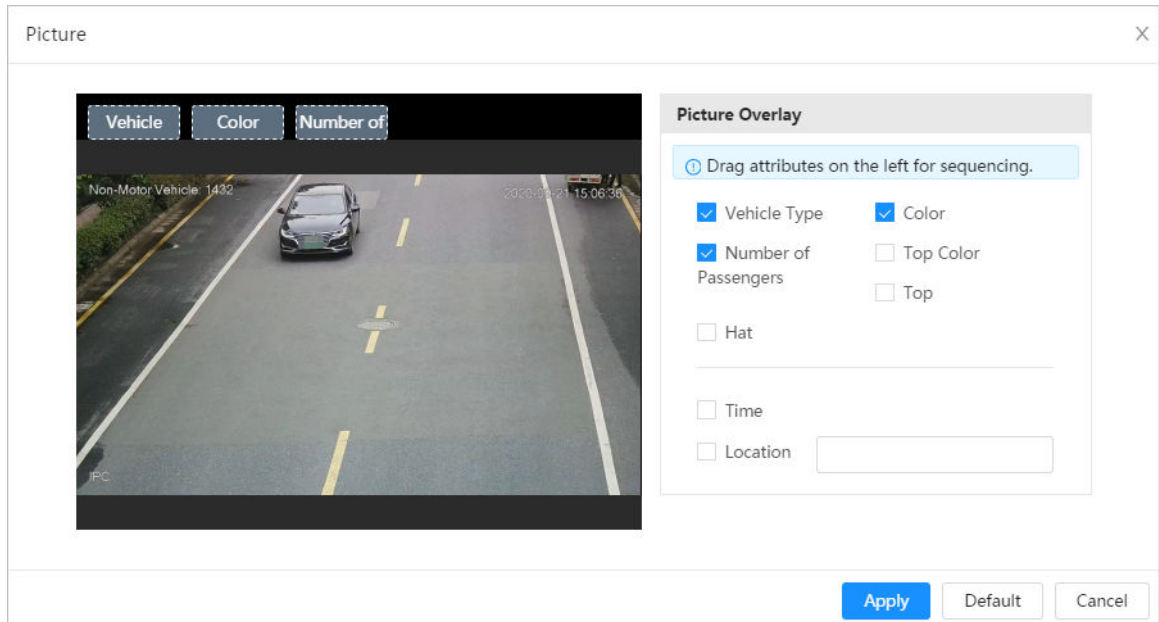 Picture
X
Vehicle
Color
Number of
Picture Overlay
Drag attributes on the left for sequencing.
Non-Motor Vehicle: 1432
15:06:36
Vehicle Type
Color
Number of
Passengers
Top Color
Top
Hat
Time
Location
IPC
Apply
Default
Cancel